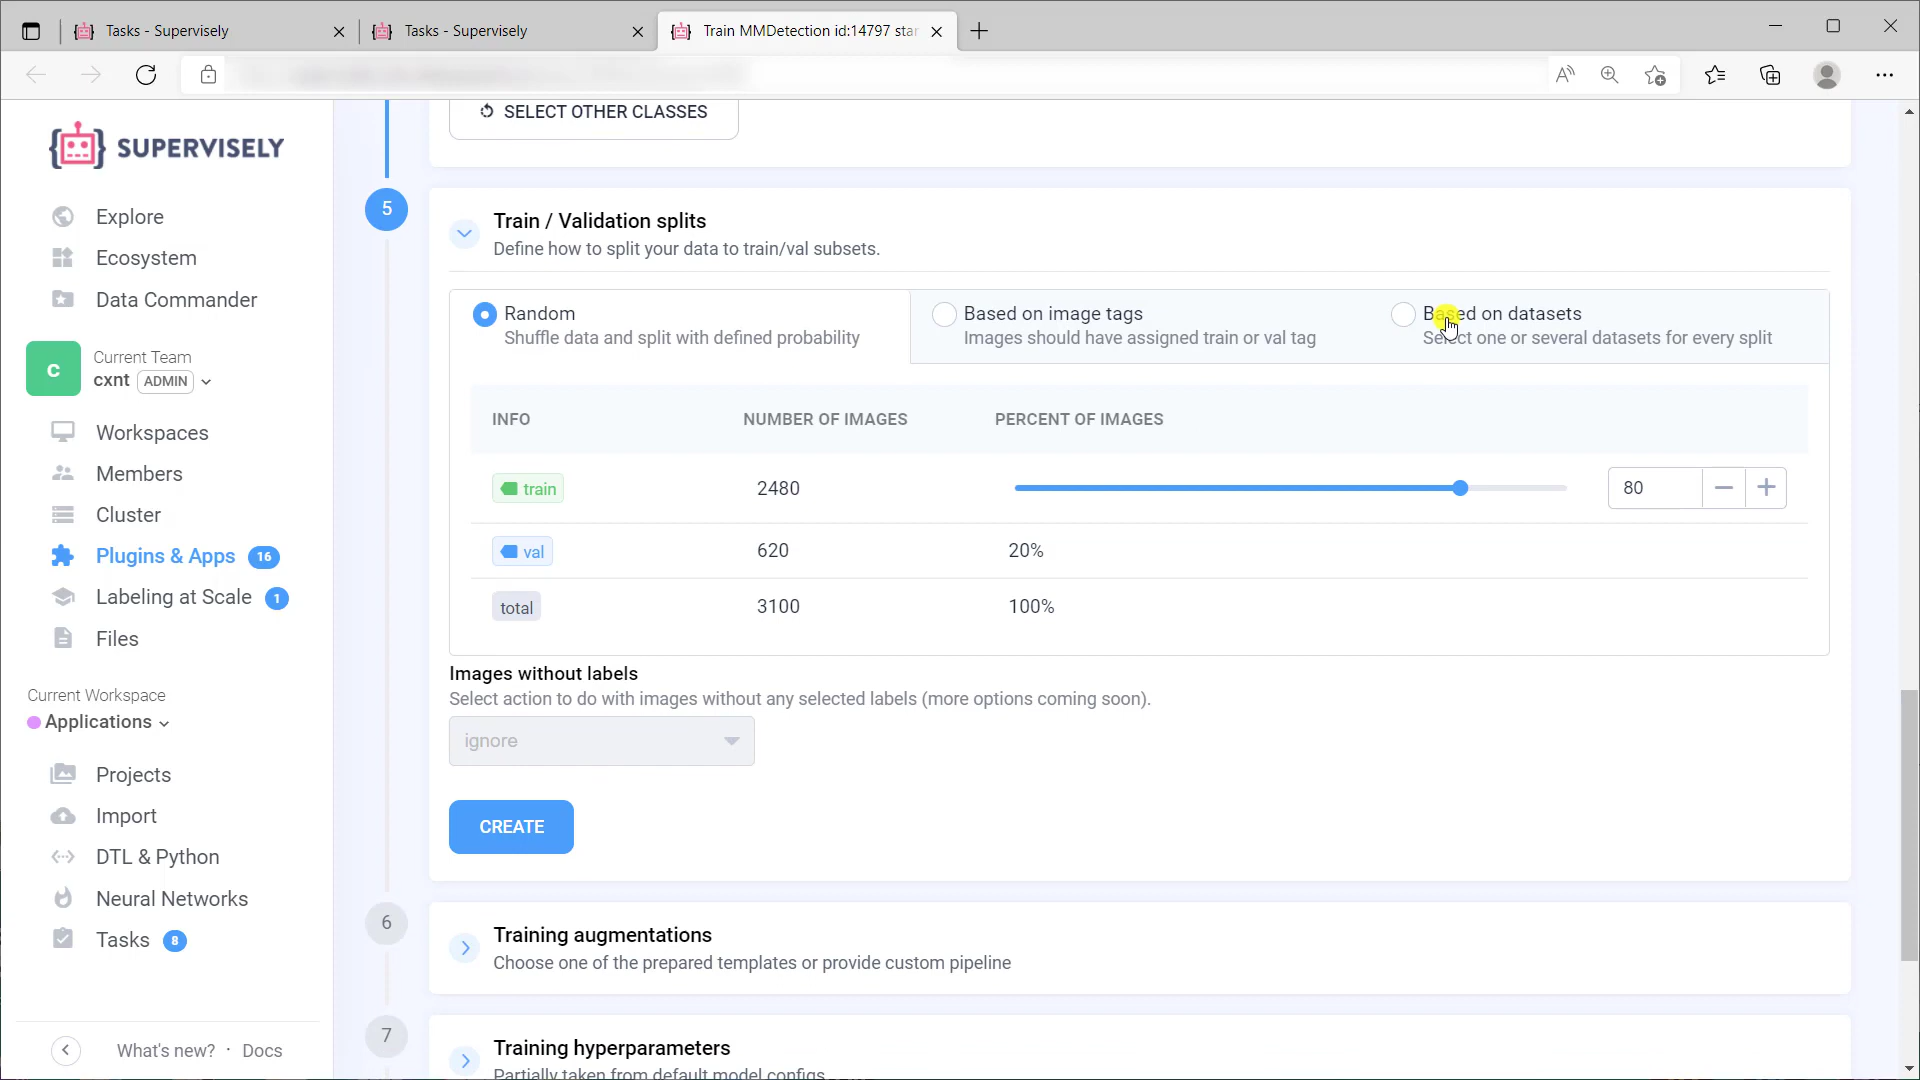 Tasks - Supervisely
Tasks - Supervisely
Train MMDetection id:14797 star
SELECT OTHER CLASSES
SUPERVISELY
Explore
Ecosystem
Data Commander
c
Current Team
cxnt ADMIN
Workspaces
Members
Cluster
Plugins & Apps 16
Labeling at Scale 1
Files
Current Workspace
Applications
Projects
Import
DTL & Python
Neural Networks
Tasks 8
What's new? · Docs
5
Train / Validation splits
Define how to split your data to train/val subsets.
Random
Shuffle data and split with defined probability
Based on image tags
Images should have assigned train or val tag
Based on datasets
Select one or several datasets for every split
INFO NUMBER OF IMAGES PERCENT OF IMAGES
train 2480 80
val 620 20%
total 3100 100%
Images without labels
Select action to do with images without any selected labels (more options coming soon).
ignore
CREATE
6
Training augmentations
Choose one of the prepared templates or provide custom pipeline
7
Training hyperparameters
Partially taken from default model configs